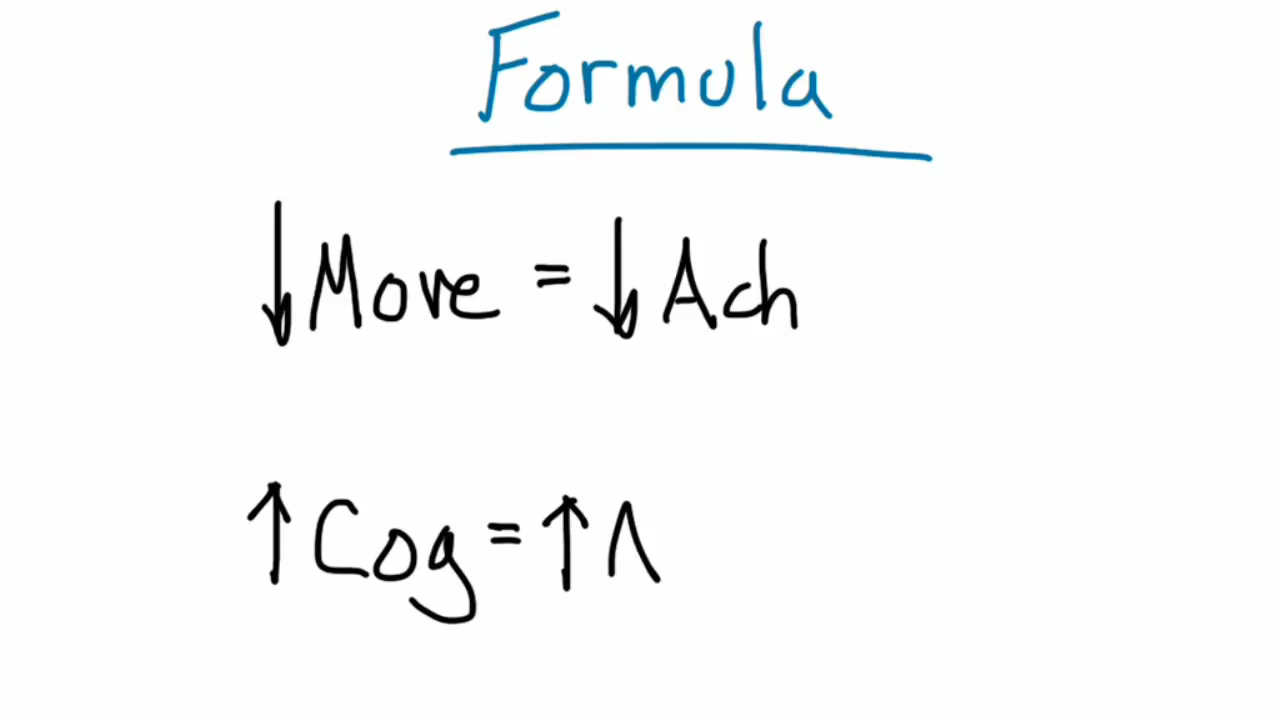 Formula
↓ Move = ↓ Ach
↑ Cog = ↑